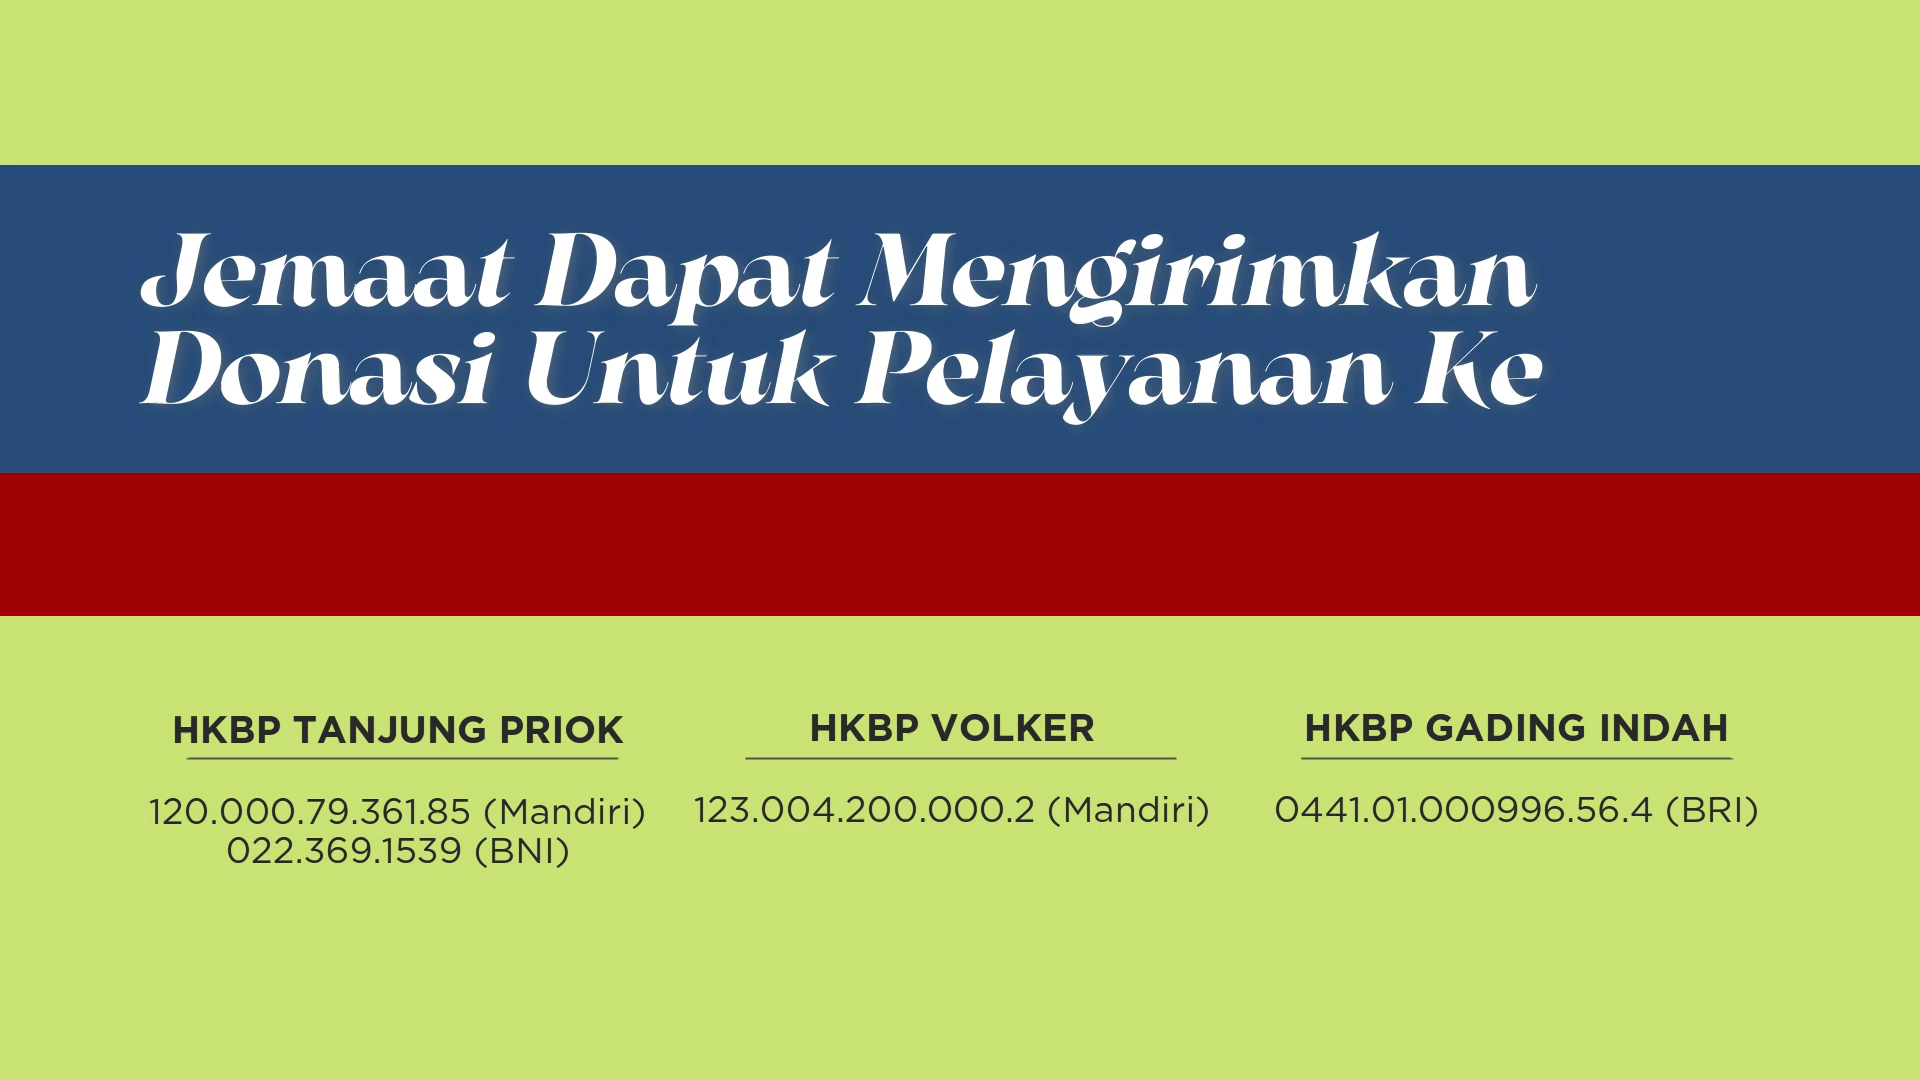 Jemaat Dapat Mengirimkan
Donasi Untuk Pelayanan Ke
HKBP TANJUNG PRIOK
120.000.79.361.85 (Mandiri)
022.369.1539 (BNI)
HKBP VOLKER
123.004.200.000.2 (Mandiri)
HKBP GADING INDAH
0441.01.000996.56.4 (BRI)